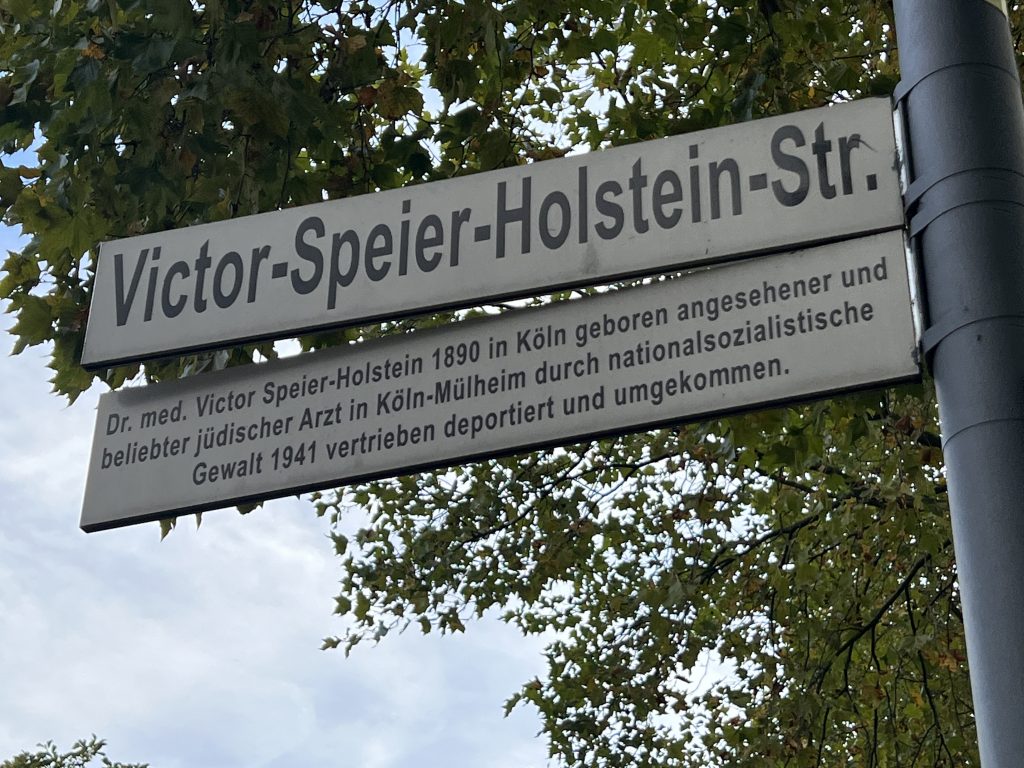 Victor-Speier-Holstein-Str.
Dr. med. Victor Speier-Holstein 1890 in Köln geboren angesehener und
beliebter jüdischer Arzt in Köln-Mülheim durch nationalsozialistische
Gewalt 1941 vertrieben deportiert und umgekommen.